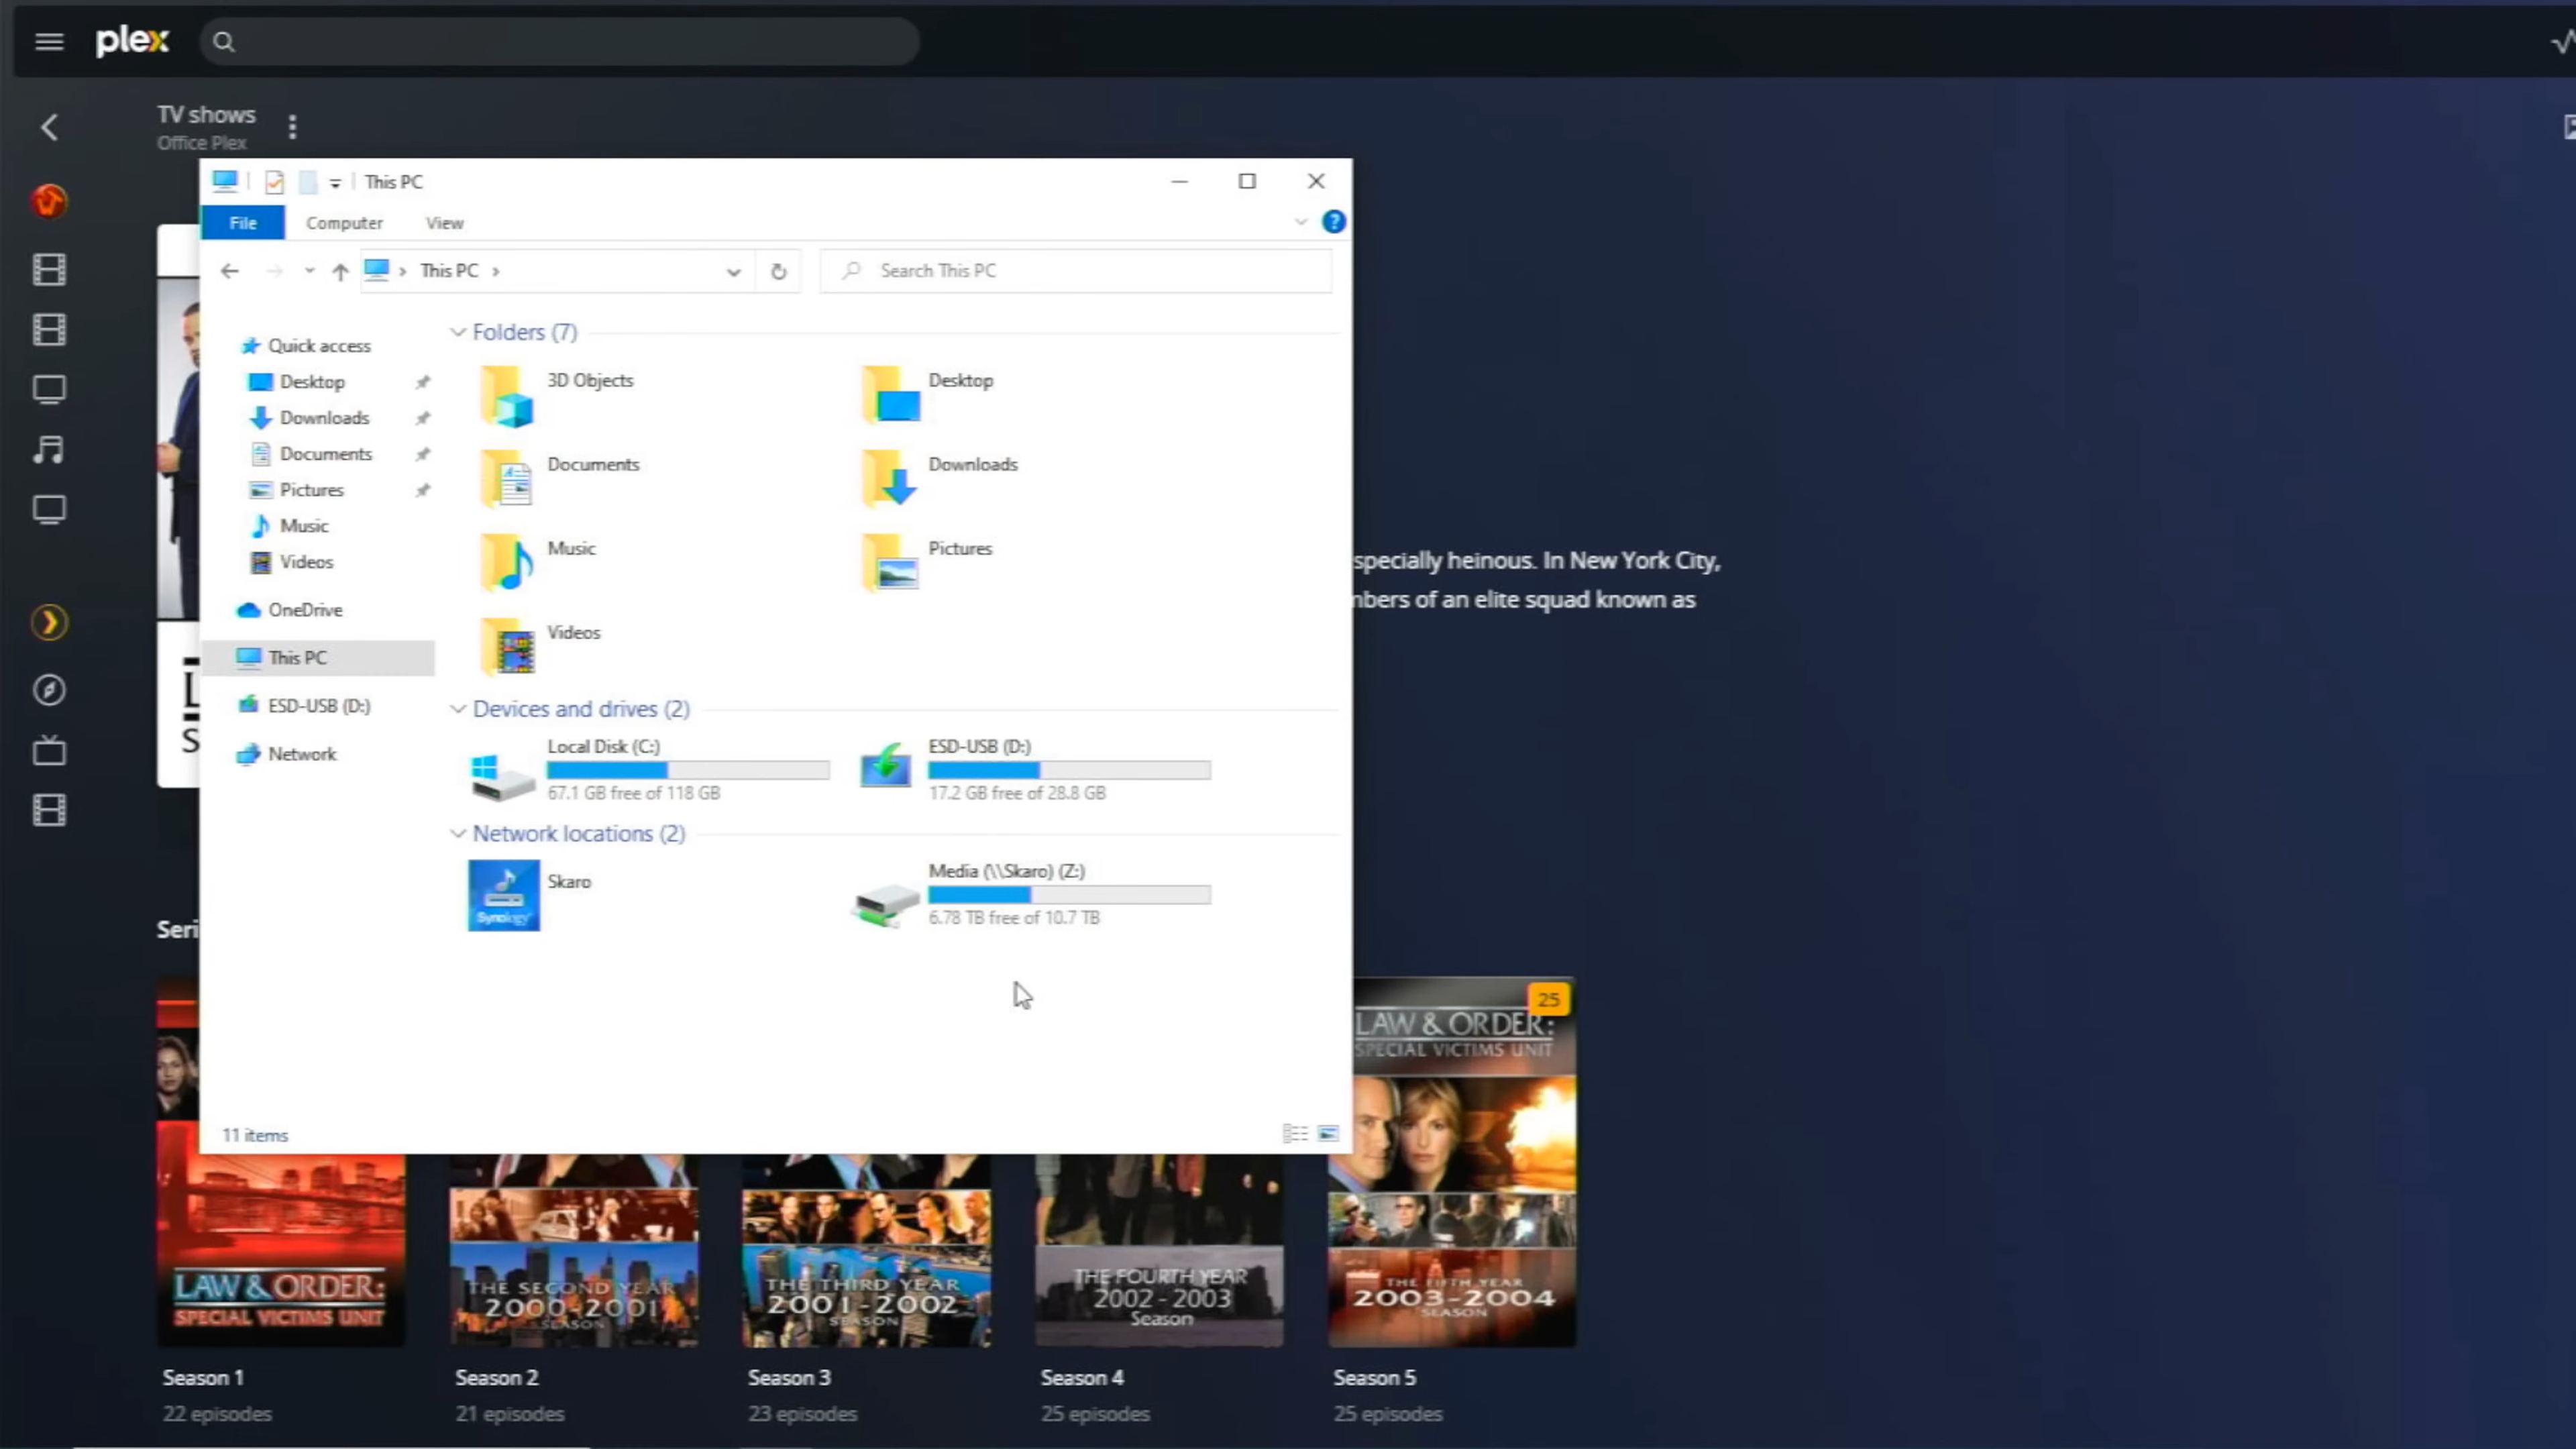 plex
TV shows
Office Plex
This PC
File
Computer
View
This PC
Search This PC
Quick access
Desktop
Downloads
Documents
Pictures
Music
Videos
OneDrive
This PC
ESD-USB (D:)
Network
Folders (7)
3D Objects
Desktop
Documents
Downloads
Music
Pictures
Videos
Devices and drives (2)
Local Disk (C:)
67.1 GB free of 118 GB
ESD-USB (D:)
17.2 GB free of 28.8 GB
Network locations (2)
Synology
Skaro
Media (\\Skaro) (Z:)
6.78 TB free of 10.7 TB
11 items
specially heinous. In New York City,
nbers of an elite squad known as
L
S
Seri
25
LAW & ORDER:
SPECIAL VICTIMS UNIT
LAW & ORDER:
SPECIAL VICTIMS UNIT
THE SECOND YEAR
2000-2001
SEASON
THE THIRD YEAR
2001-2002
SEASON
THE FOURTH YEAR
2002-2003
Season
THE FIFTH YEAR
2003-2004
SEASON
Season 1
22 episodes
Season 2
21 episodes
Season 3
23 episodes
Season 4
25 episodes
Season 5
25 episodes